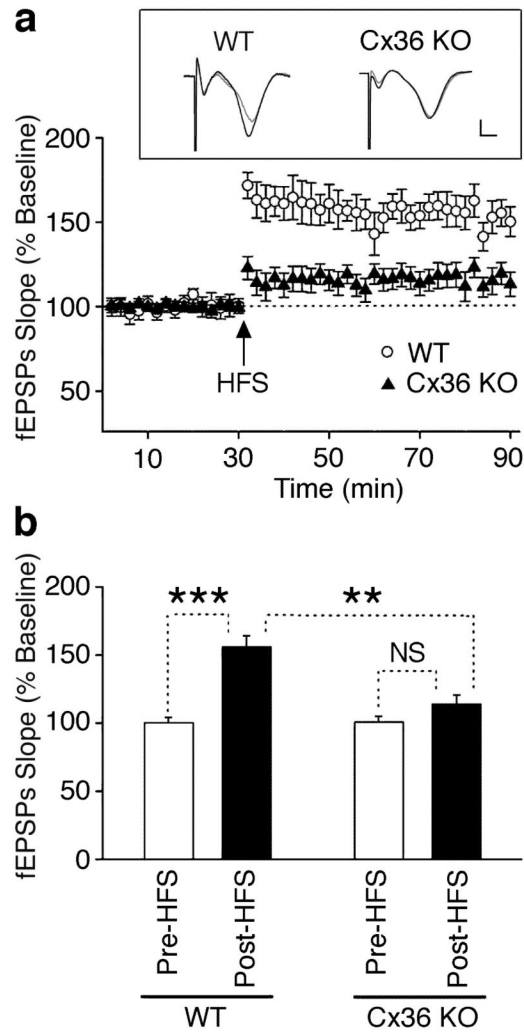 a
WT Cx36 KO
fEPSPs Slope (% Baseline)
200
150
100
50
WT
Cx36 KO
HFS
10 30 50 70 90
Time (min)
b
fEPSPs Slope (% Baseline)
200
150
100
50
0
*** **
NS
Pre-HFS
Post-HFS
Pre-HFS
Post-HFS
WT Cx36 KO